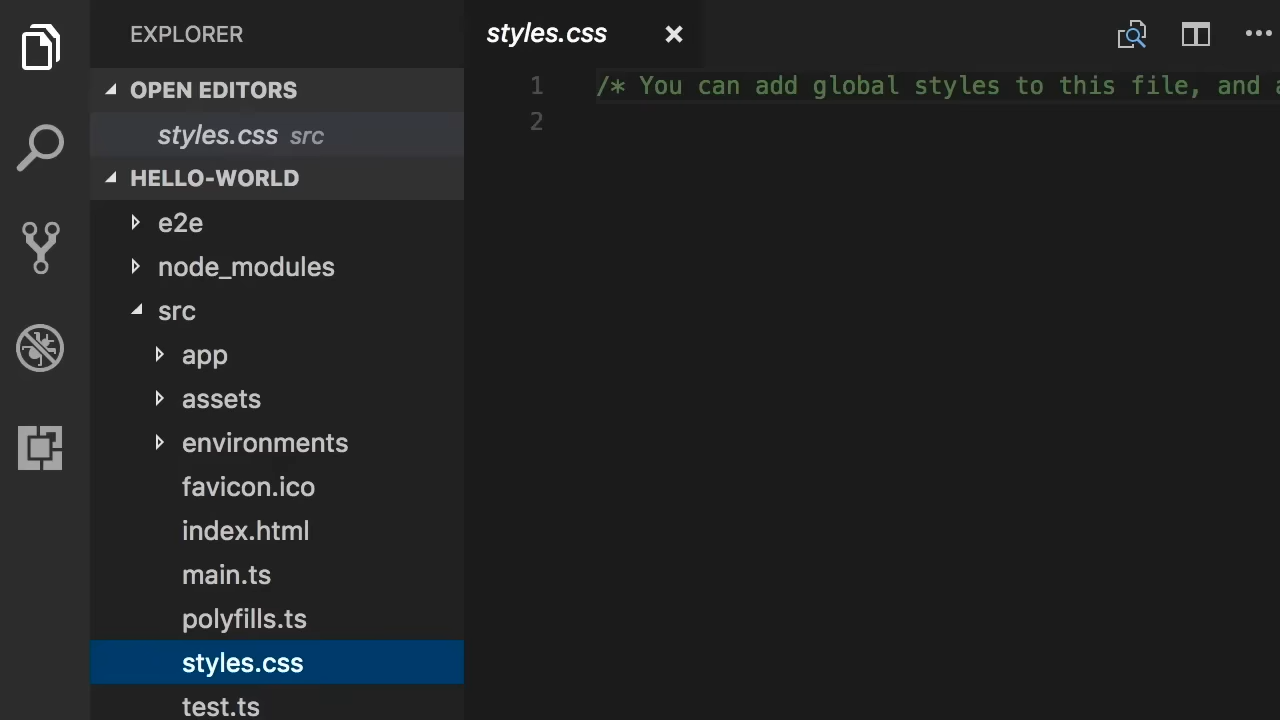 EXPLORER
OPEN EDITORS
styles.css src
HELLO-WORLD
e2e
node_modules
src
app
assets
environments
favicon.ico
index.html
main.ts
polyfills.ts
styles.css
test.ts
styles.css
1 /* You can add global styles to this file, and
2